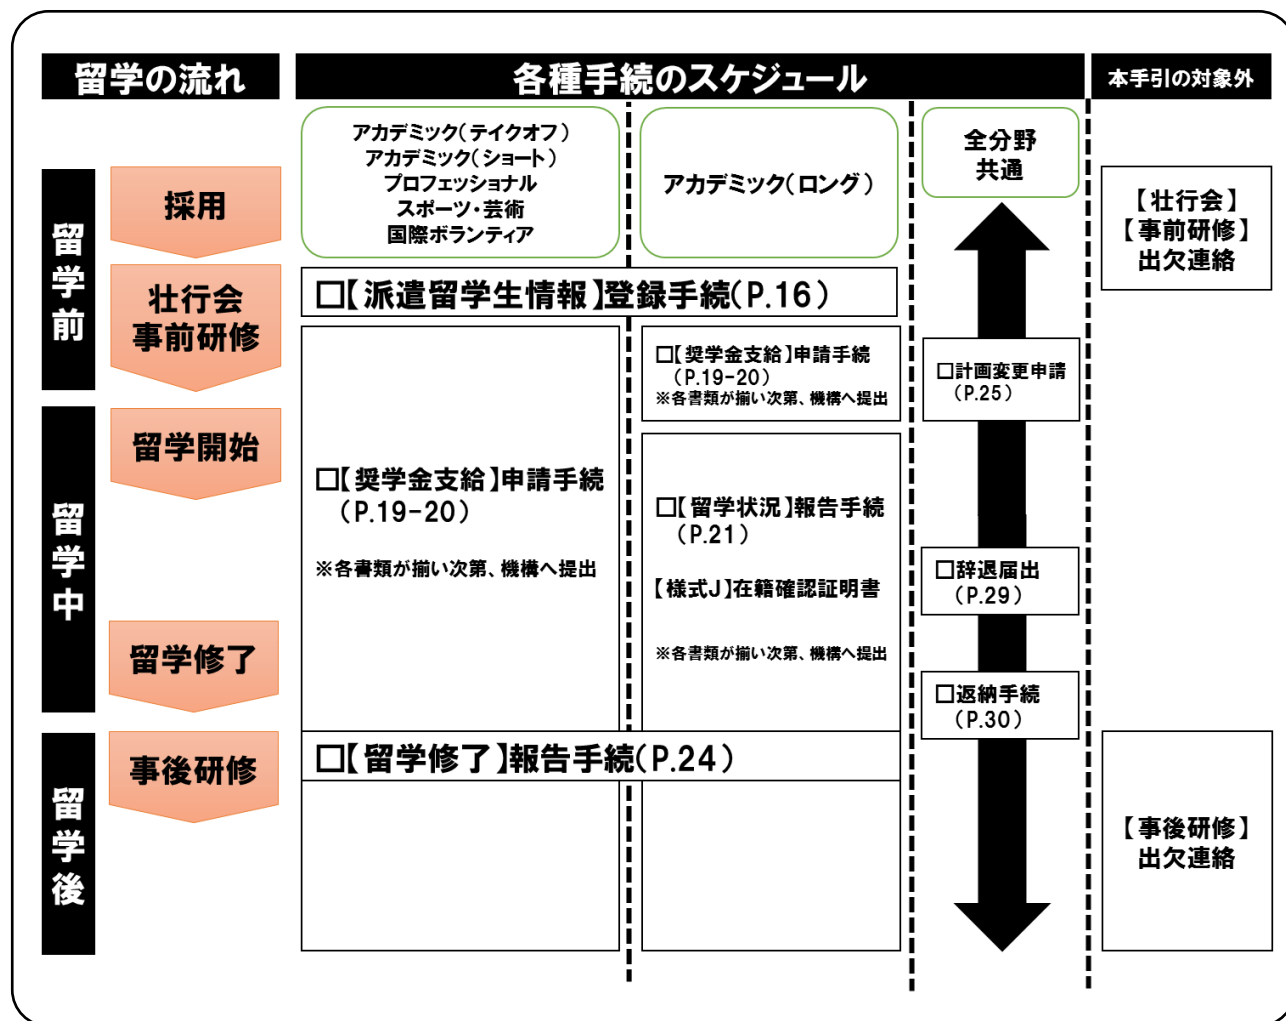 留学の流れ
各種手続のスケジュール
本手引の対象外
アカデミック（テイクオフ）
アカデミック（ショート）
プロフェッショナル
スポーツ・芸術
国際ボランティア
アカデミック（ロング）
全分野
共通
留学前
採用
壮行会
事前研修
【壮行会】
【事前研修】
出欠連絡
□【派遣留学生情報】登録手続（P.16）
□【奨学金支給】申請手続
（P.19-20）
※各書類が揃い次第、機構へ提出
□計画変更申請
（P.25）
留学中
留学開始
留学修了
□【奨学金支給】申請手続
（P.19-20）
※各書類が揃い次第、機構へ提出
□【留学状況】報告手続
（P.21）
【様式J】在籍確認証明書
※各書類が揃い次第、機構へ提出
□辞退届出
（P.29）
□返納手続
（P.30）
留学後
事後研修
□【留学修了】報告手続（P.24）
【事後研修】
出欠連絡